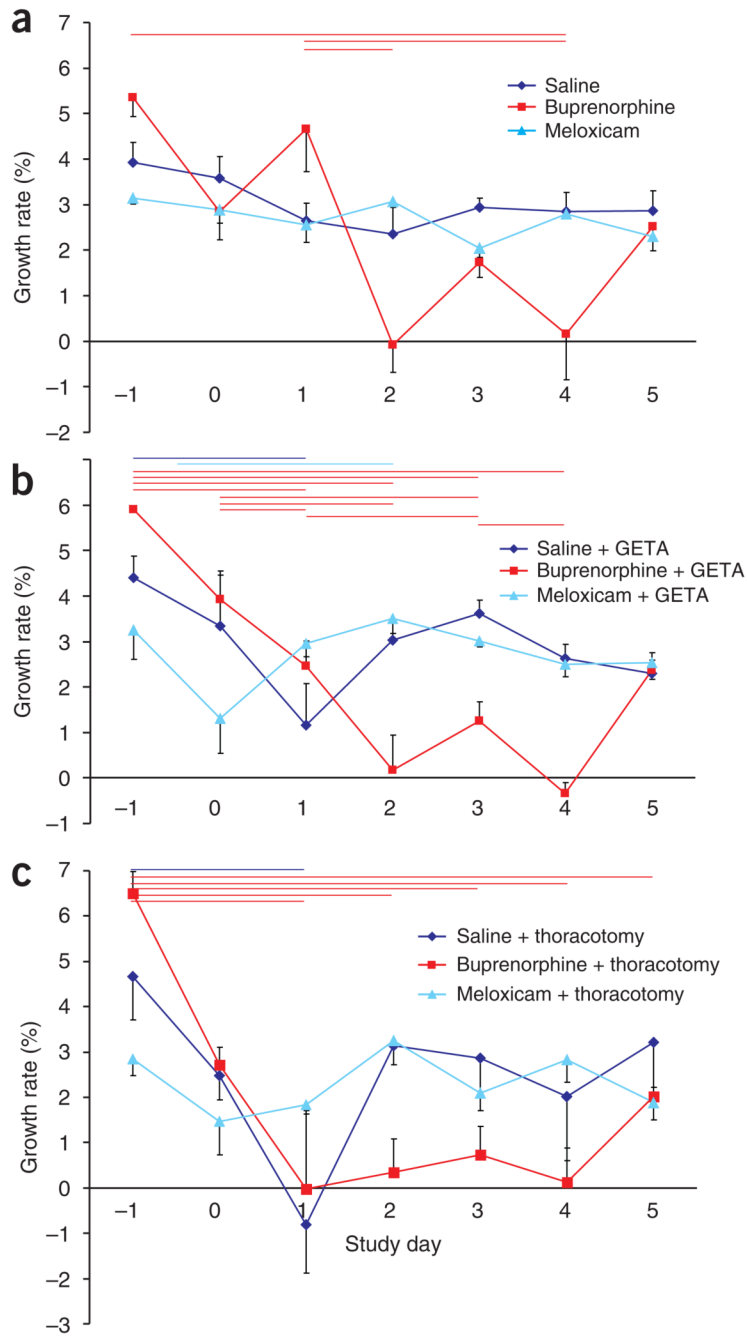 a
7
6
5
4
3
2
1
0
–1
–2
Growth rate (%)
Saline
Buprenorphine
Meloxicam
–1 0 1 2 3 4 5
b
6
5
4
3
2
1
0
–1
Growth rate (%)
Saline + GETA
Buprenorphine + GETA
Meloxicam + GETA
–1 0 1 2 3 4 5
c
7
6
5
4
3
2
1
0
–1
–2
–3
Growth rate (%)
Saline + thoracotomy
Buprenorphine + thoracotomy
Meloxicam + thoracotomy
–1 0 1 2 3 4 5
Study day